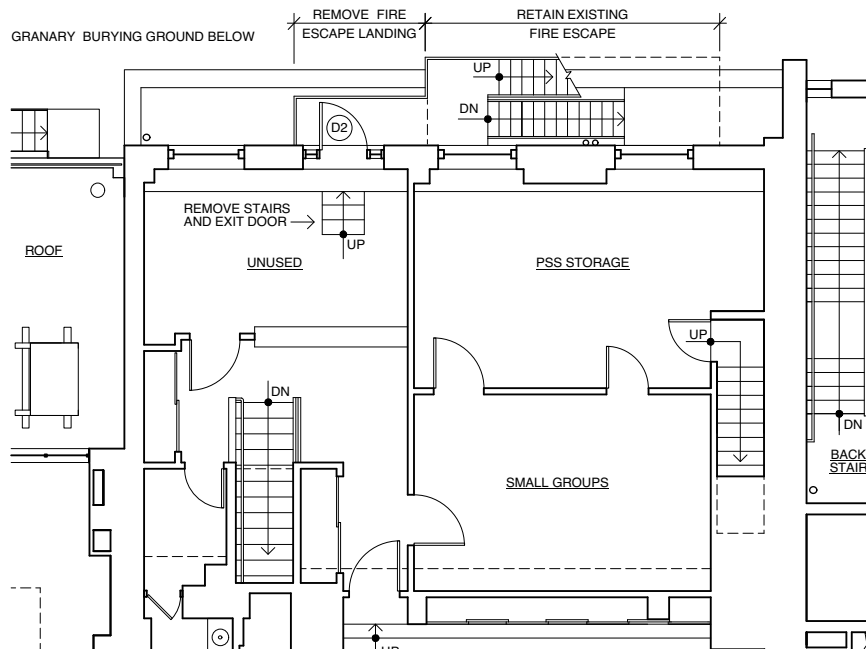 REMOVE FIRE
ESCAPE LANDING
RETAIN EXISTING
FIRE ESCAPE
GRANARY BURYING GROUND BELOW
UP
DN
D2
REMOVE STAIRS
AND EXIT DOOR
UP
ROOF
UNUSED
PSS STORAGE
UP
DN
DN
BACK
STAIR
SMALL GROUPS
UP